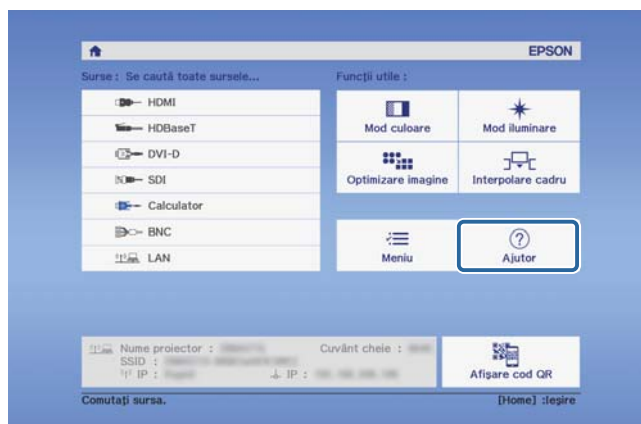 EPSON
Surse : Se caută toate sursele...
Funcții utile :
HDMI
HDBaseT
DVI-D
SDI
Calculator
BNC
LAN
Mod culoare
Mod iluminare
Optimizare imagine
Interpolare cadru
Meniu
Ajutor
Nume proiector :
Cuvânt cheie :
SSID :
IP :
IP :
Afișare cod QR
Comutați sursa.
[Home] :Ieșire